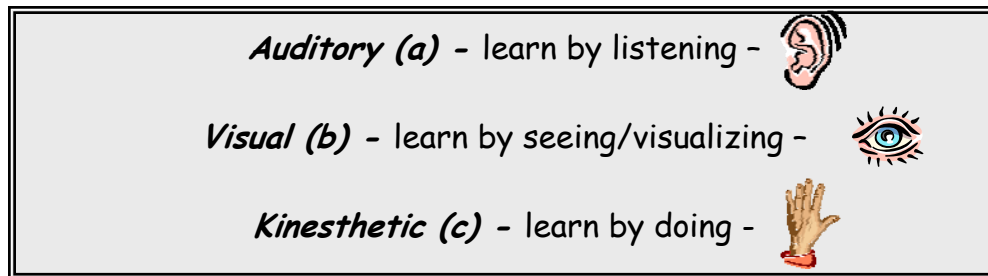 Auditory (a) - learn by listening –
Visual (b) - learn by seeing/visualizing –
Kinesthetic (c) - learn by doing -